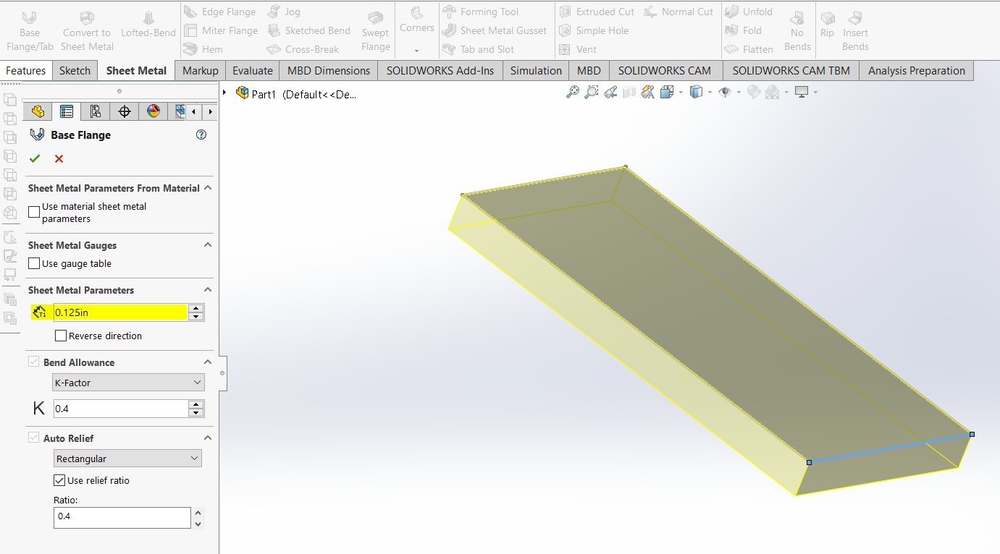 Base
Flange/Tab
Convert to
Sheet Metal
Lofted-Bend
Edge Flange
Miter Flange
Hem
Jog
Sketched Bend
Cross-Break
Swept
Flange
Corners
Forming Tool
Sheet Metal Gusset
Tab and Slot
Extruded Cut
Simple Hole
Vent
Normal Cut
Unfold
Fold
Flatten
No
Bends
Rip
Insert
Bends
Features Sketch Sheet Metal Markup Evaluate MBD Dimensions SOLIDWORKS Add-Ins Simulation MBD SOLIDWORKS CAM SOLIDWORKS CAM TBM Analysis Preparation
Part1 (Default<<De...
Base Flange
Sheet Metal Parameters From Material
Use material sheet metal
parameters
Sheet Metal Gauges
Use gauge table
Sheet Metal Parameters
T1 0.125in
Reverse direction
Bend Allowance
K-Factor
K 0.4
Auto Relief
Rectangular
Use relief ratio
Ratio:
0.4